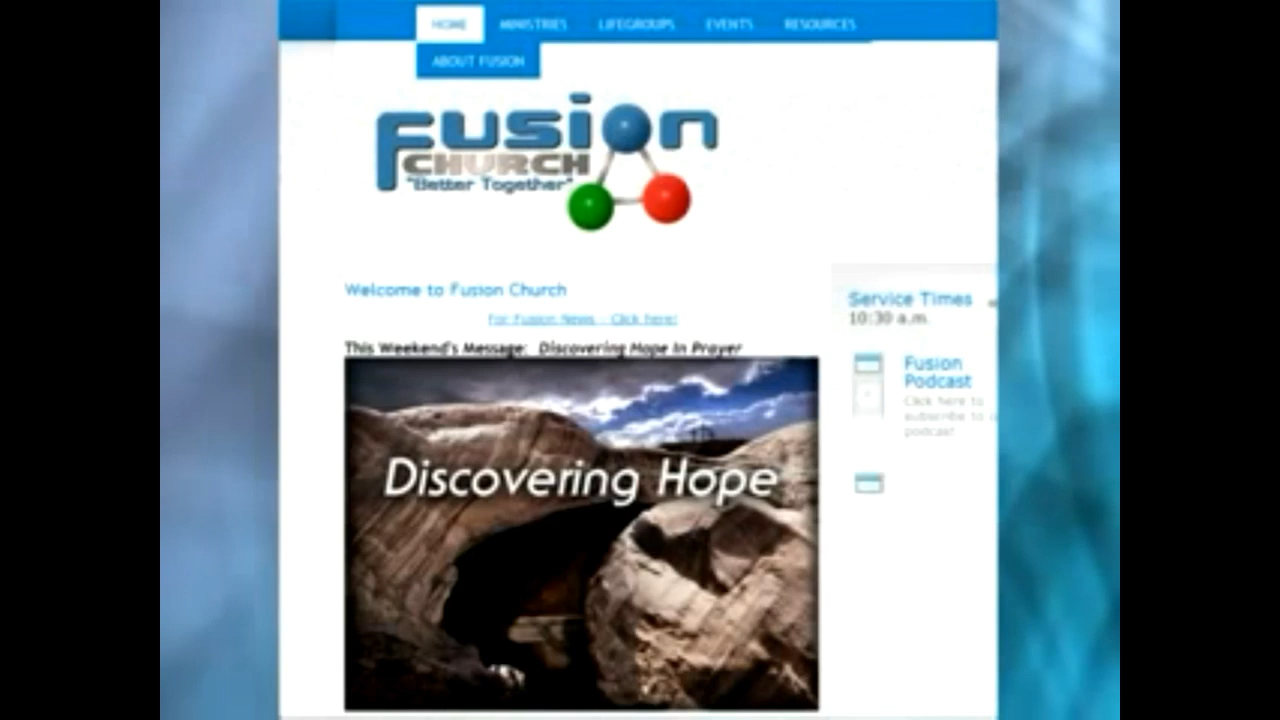 HOME MINISTRIES LIFEGROUPS EVENTS RESOURCES
ABOUT FUSION
Fusion
CHURCH
"Better Together"
Welcome to Fusion Church
For Fusion News - Click here!
This Weekend's Message: Discovering Hope In Prayer
Discovering Hope
Service Times
10:30 a.m.
Fusion
Podcast
Click here to
subscribe to
podcast